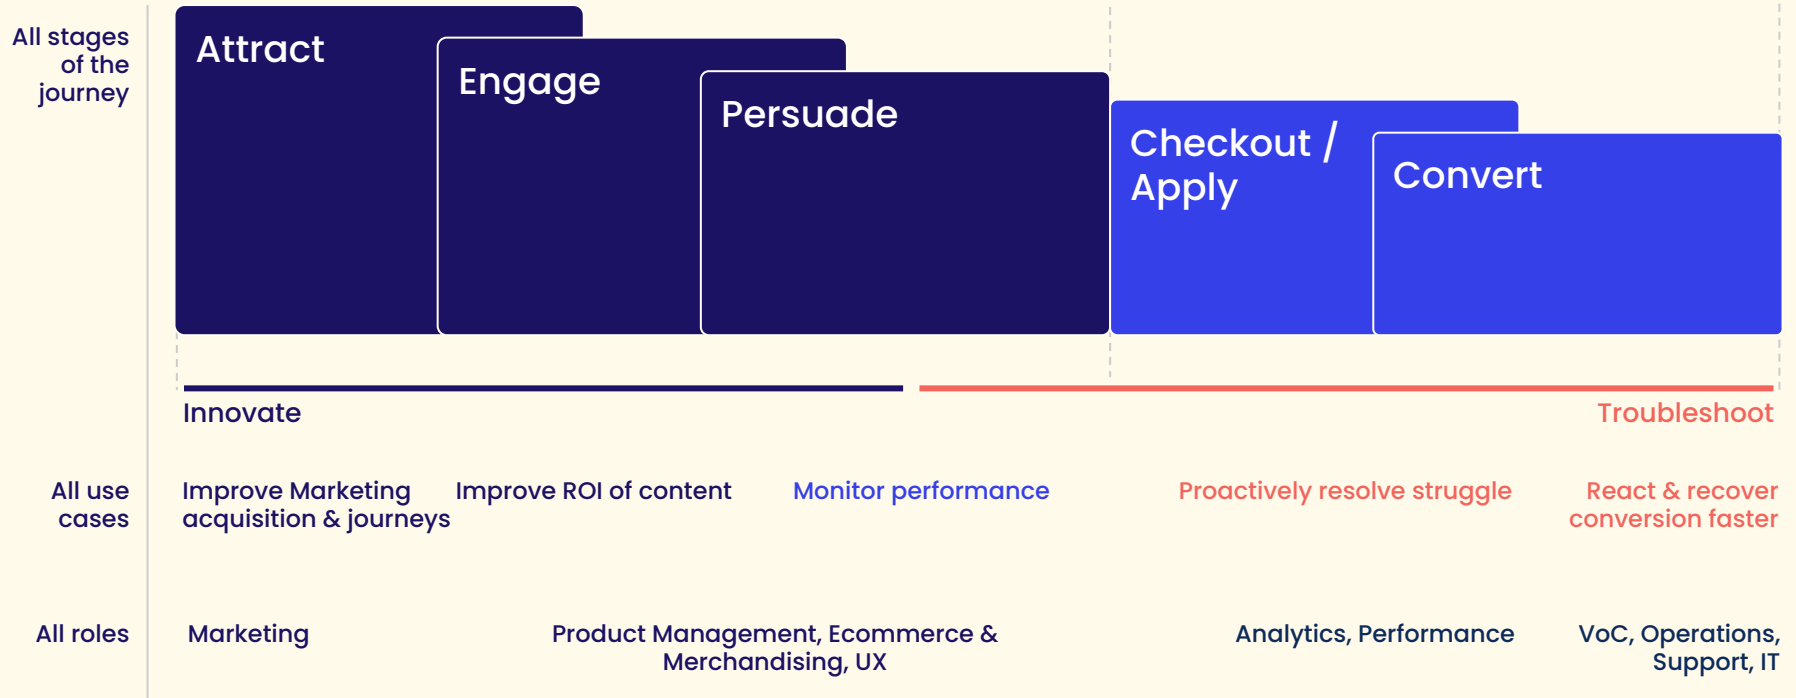 All stages
of the
journey
Attract
Engage
Persuade
Checkout /
Apply
Convert
Innovate
Troubleshoot
All use
cases
Improve Marketing
acquisition & journeys
Improve ROI of content
Monitor performance
Proactively resolve struggle
React & recover
conversion faster
All roles
Marketing
Product Management, Ecommerce &
Merchandising, UX
Analytics, Performance
VoC, Operations,
Support, IT